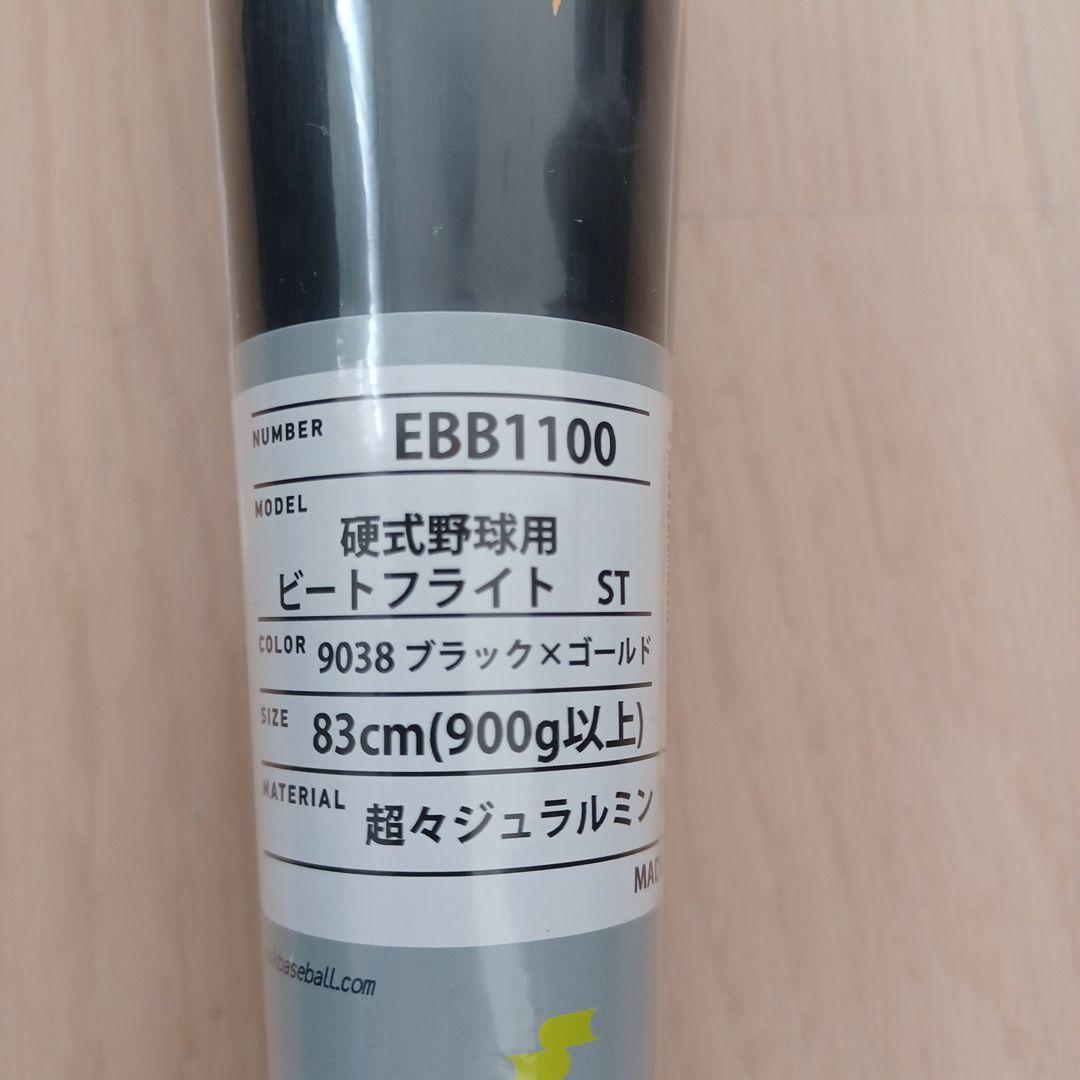 NUMBER EBB1100
MODEL
硬式野球用
ビートフライト ST
COLOR 9038 ブラック×ゴールド
SIZE 83cm(900g以上)
MATERIAL 超々ジュラルミン
baseball.com